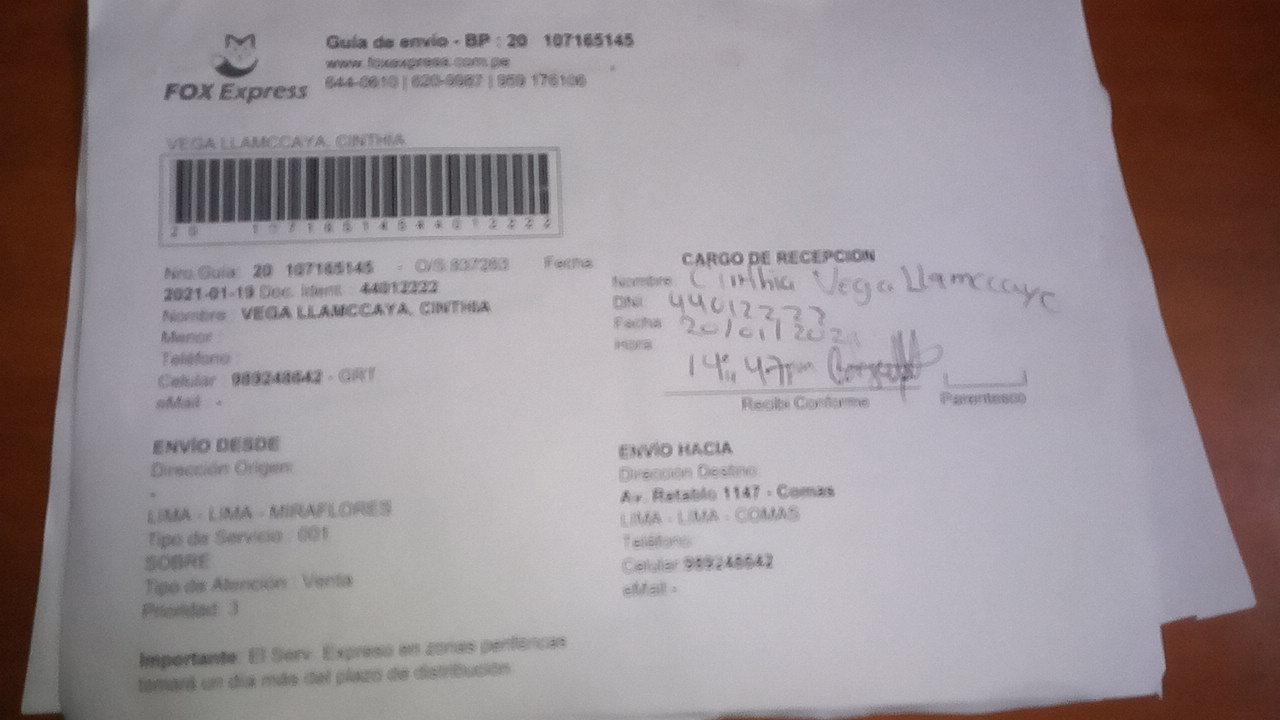 Guía de envío - BP : 20 107165145
www.foxexpress.com.pe
FOX Express
VEGA LLAMCCAYA, CINTHIA
20 10716514544012222
Nro.Guía: 20 107165145 - O/S:837263 Fecha:
2021-01-19 Doc. Ident.: 44012222
Nombre: VEGA LLAMCCAYA, CINTHIA
Menor:
Teléfono:
Celular: 989248642 - GRT
eMail: -
CARGO DE RECEPCIÓN
Nombre: Cinthia Vega Llamccaya
DNI: 44012222
Fecha: 20/01/2021
Hora: 14:47pm
Recibí Conforme
Parentesco
ENVÍO DESDE
Dirección Origen:
-
LIMA - LIMA - MIRAFLORES
Tipo de Servicio : 001
SOBRE
Tipo de Atención : Venta
Prioridad: 3
ENVÍO HACIA
Dirección Destino:
Av. Retablo 1147 - Comas
LIMA - LIMA - COMAS
Teléfono:
Celular: 989248642
eMail: -
Importante: El Serv. Expreso en zonas periféricas
tomará un día más del plazo de distribución